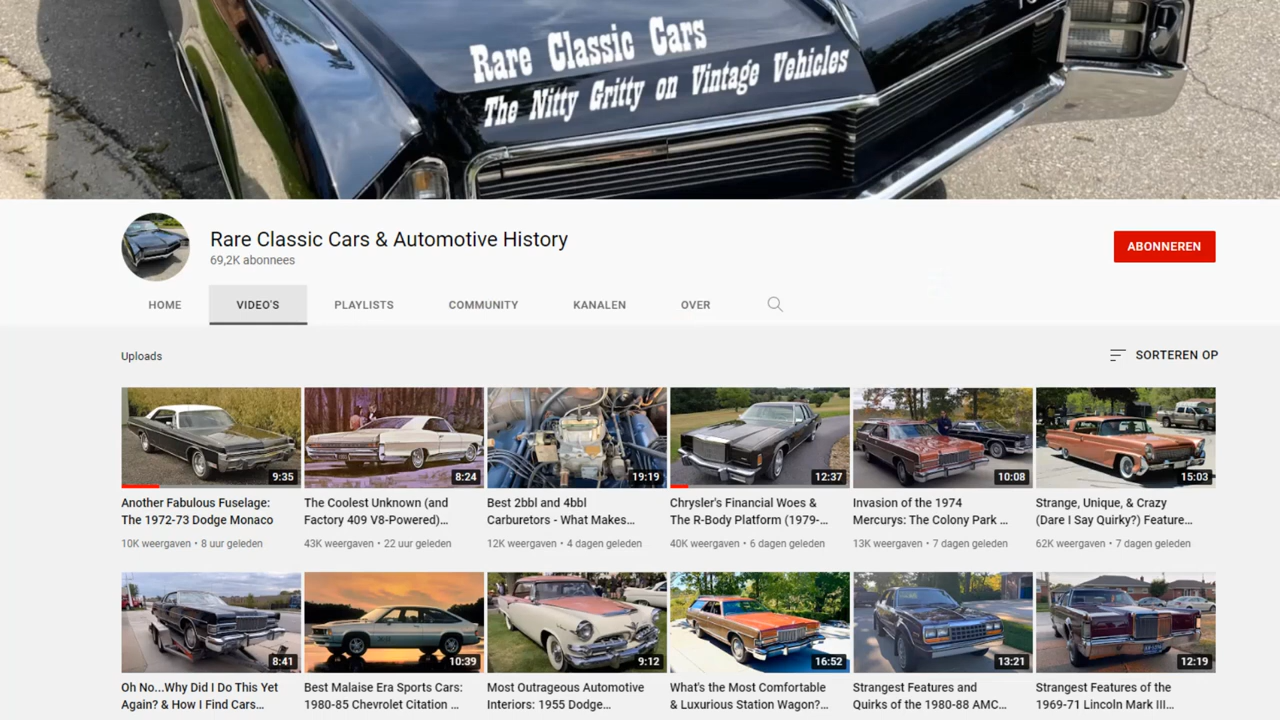 Rare Classic Cars
The Nitty Gritty on Vintage Vehicles
Rare Classic Cars & Automotive History
69,2K abonnees
ABONNEREN
HOME
VIDEO'S
PLAYLISTS
COMMUNITY
KANALEN
OVER
Uploads
SORTEREN OP
9:35
8:24
19:19
12:37
10:08
15:03
Another Fabulous Fuselage:
The 1972-73 Dodge Monaco
10K weergaven • 8 uur geleden
The Coolest Unknown (and
Factory 409 V8-Powered)...
43K weergaven • 22 uur geleden
Best 2bbl and 4bbl
Carburetors - What Makes...
12K weergaven • 4 dagen geleden
Chrysler's Financial Woes &
The R-Body Platform (1979-...
40K weergaven • 6 dagen geleden
Invasion of the 1974
Mercurys: The Colony Park ...
13K weergaven • 7 dagen geleden
Strange, Unique, & Crazy
(Dare I Say Quirky?) Feature...
62K weergaven • 7 dagen geleden
8:41
10:39
9:12
16:52
13:21
12:19
Oh No...Why Did I Do This Yet
Again? & How I Find Cars...
Best Malaise Era Sports Cars:
1980-85 Chevrolet Citation ...
Most Outrageous Automotive
Interiors: 1955 Dodge...
What's the Most Comfortable
& Luxurious Station Wagon?...
Strangest Features and
Quirks of the 1980-88 AMC...
Strangest Features of the
1969-71 Lincoln Mark III...